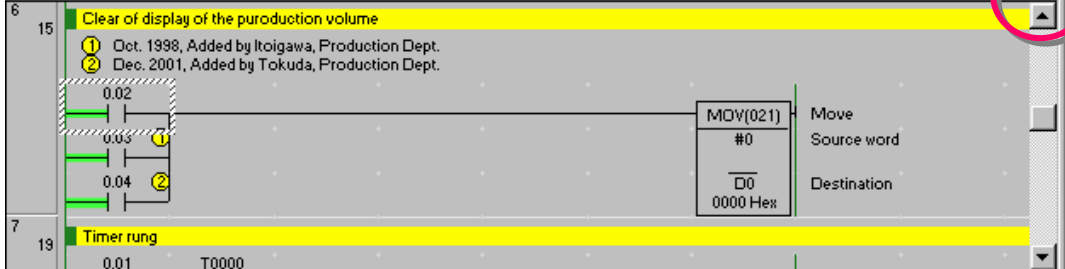 6
15
Clear of display of the puroduction volume
1 Oct. 1998, Added by Itoigawa, Production Dept.
2 Dec. 2001, Added by Tokuda, Production Dept.
0.02
MOV(021) Move
0.03 1
#0 Source word
0.04 2
D0 Destination
0000 Hex
7
19
Timer rung
0.01 T0000